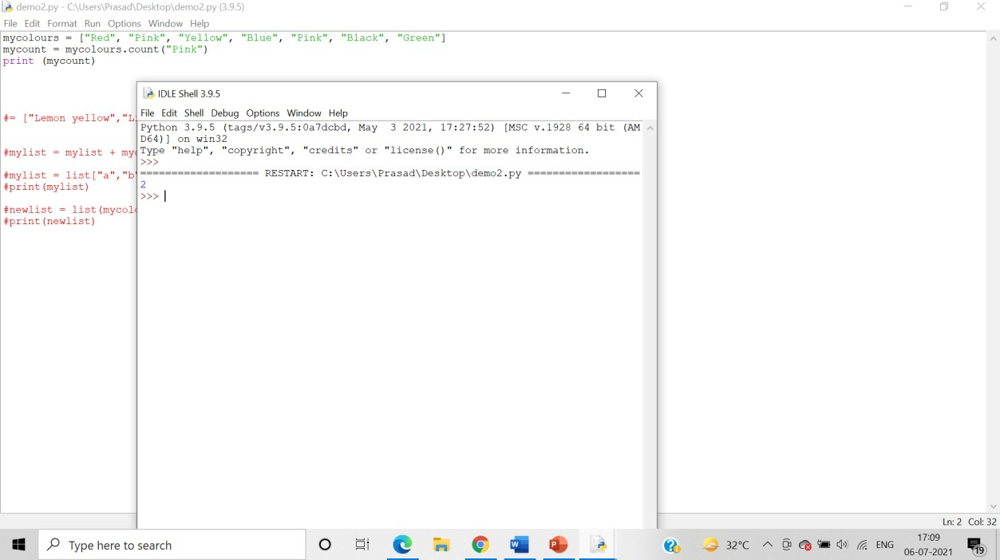 demo2.py - C:\Users\Prasad\Desktop\demo2.py (3.9.5)
File Edit Format Run Options Window Help
mycolours = ["Red", "Pink", "Yellow", "Blue", "Pink", "Black", "Green"]
mycount = mycolours.count("Pink")
print (mycount)
#= ["Lemon yellow","L
#mylist = mylist + my
#mylist = list["a","b"
#print(mylist)
#newlist = list(mycolo
#print(newlist)
IDLE Shell 3.9.5
File Edit Shell Debug Options Window Help
Python 3.9.5 (tags/v3.9.5:0a7dcbd, May  3 2021, 17:27:52) [MSC v.1928 64 bit (AM
D64)] on win32
Type "help", "copyright", "credits" or "license()" for more information.
>>>
=================== RESTART: C:\Users\Prasad\Desktop\demo2.py ==================
2
>>>
Ln: 2 Col: 32
Type here to search
32°C
ENG
17:09
06-07-2021
19